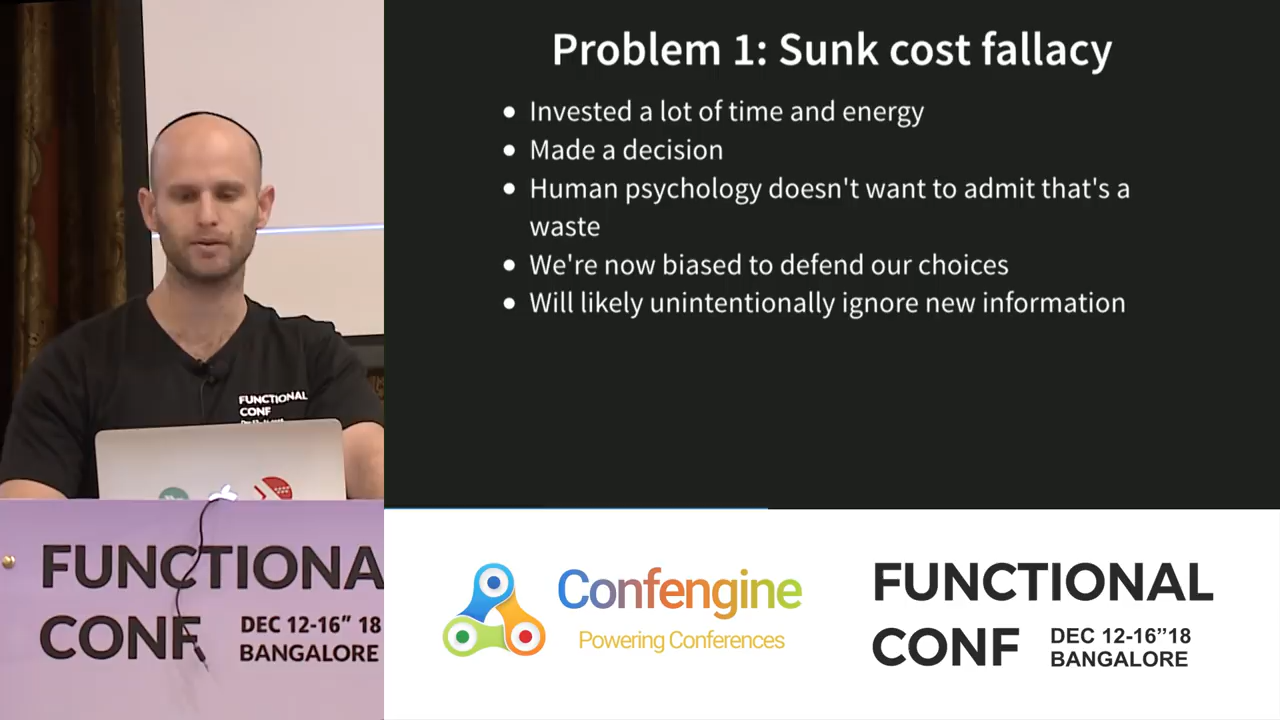 Problem 1: Sunk cost fallacy
• Invested a lot of time and energy
• Made a decision
• Human psychology doesn't want to admit that's a
waste
• We're now biased to defend our choices
• Will likely unintentionally ignore new information
FUNCTIONAL
CONF
FUNCTIONA
CONF
DEC 12-16" 18
BANGALORE
Confengine
Powering Conferences
FUNCTIONAL
CONF
DEC 12-16"18
BANGALORE